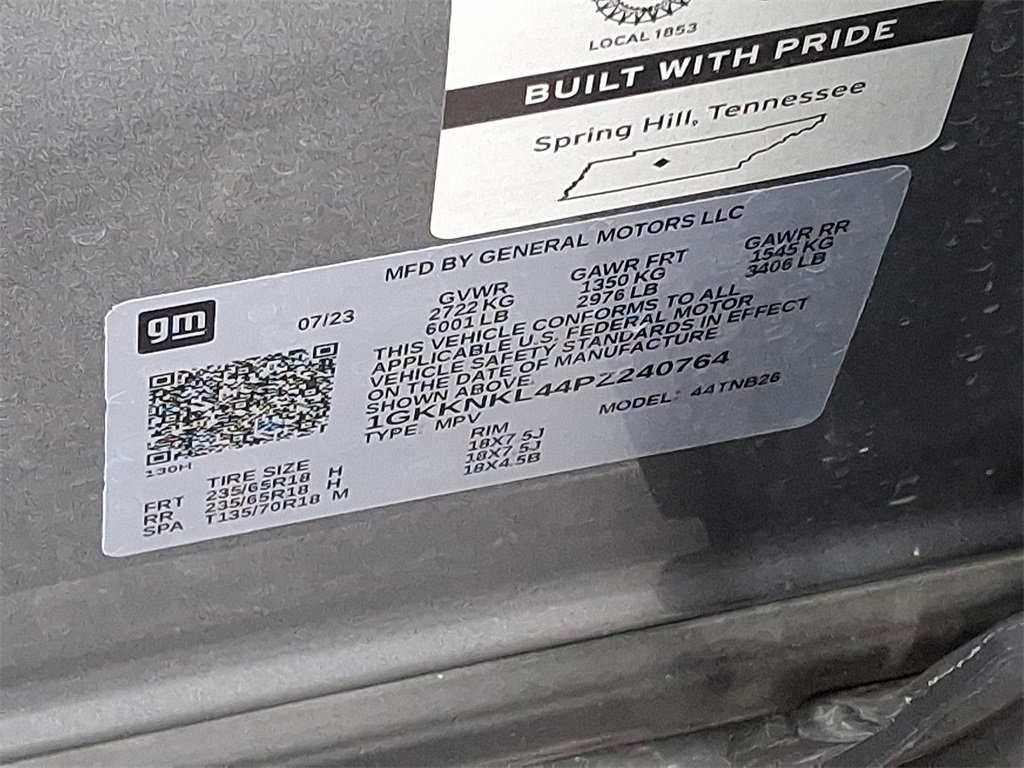 LOCAL 1853
BUILT WITH PRIDE
Spring Hill, Tennessee
MFD BY GENERAL MOTORS LLC
gm
07/23
GVWR GAWR FRT GAWR RR
2722 KG 1350 KG 1545 KG
6001 LB 2976 LB 3406 LB
THIS VEHICLE CONFORMS TO ALL
APPLICABLE U.S. FEDERAL MOTOR
VEHICLE SAFETY STANDARDS IN EFFECT
ON THE DATE OF MANUFACTURE
SHOWN ABOVE.
1GKKNKL44PZ240764
TYPE: MPV MODEL: 44TNB26
130H
TIRE SIZE RIM
FRT 235/65R18 H 18X7.5J
RR 235/65R18 H 18X7.5J
SPA T135/70R18 M 18X4.5B